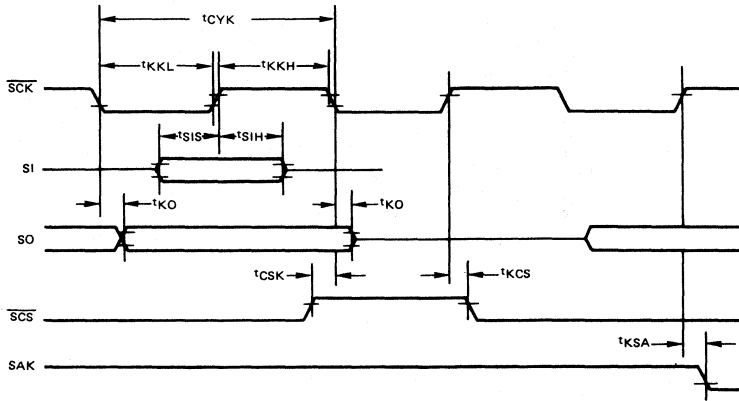 tCYK
tKKL
tKKH
SCK
tSIS
tSIH
SI
tKO
tKO
SO
tCSK
tKCS
SCS
tKSA
SAK